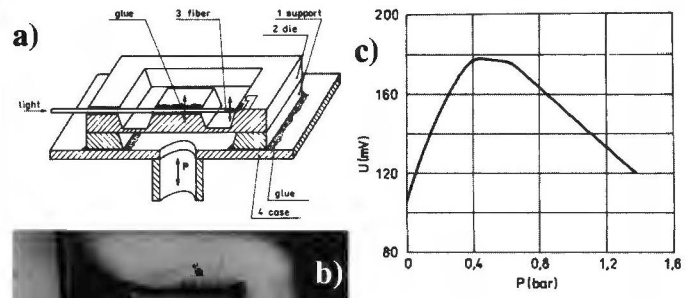 a)
glue
3 fiber
1 support
2 die
light
P
glue
4 case
b)
c)
U(mV)
200
160
120
80
0
0,4
0,8
1,2
1,6
P(bar)